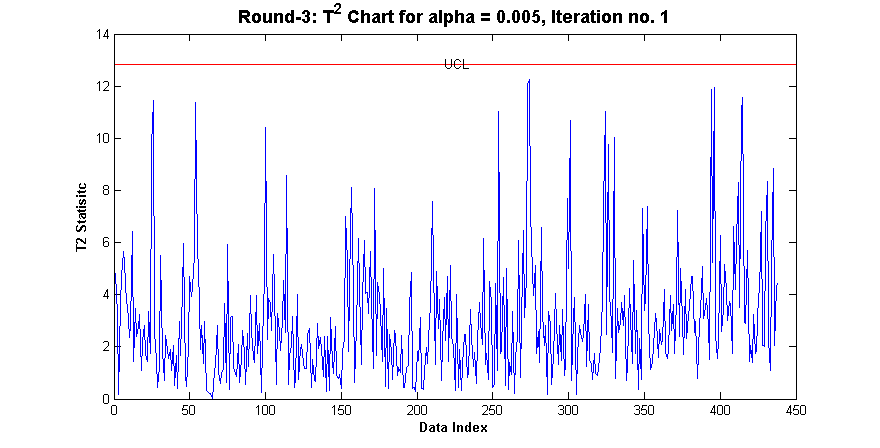 Round-3: T2 Chart for alpha = 0.005, Iteration no. 1
14
12
10
8
6
4
2
0
UCL
T2 Statisitc
0 50 100 150 200 250 300 350 400 450
Data Index